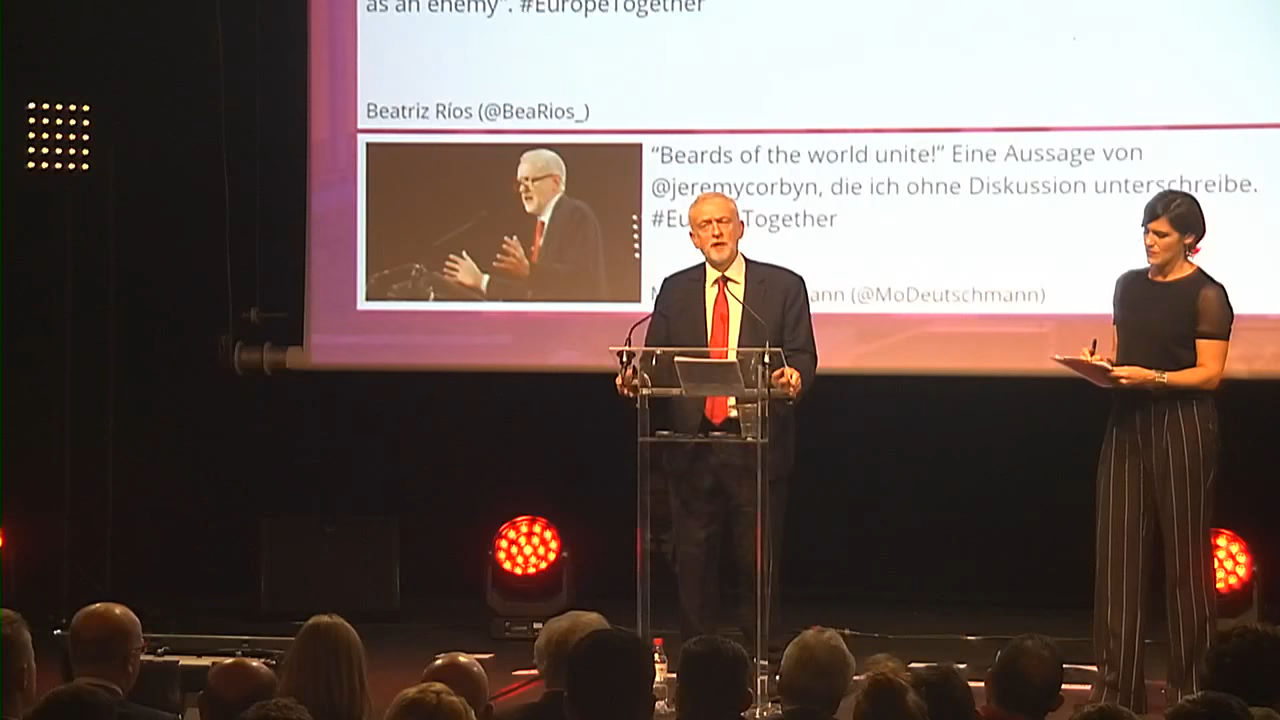 as an enemy". #EuropeTogether
Beatriz Ríos (@BeaRios_)
“Beards of the world unite!” Eine Aussage von
@jeremycorbyn, die ich ohne Diskussion unterschreibe.
#Eu Together
ann (@MoDeutschmann)